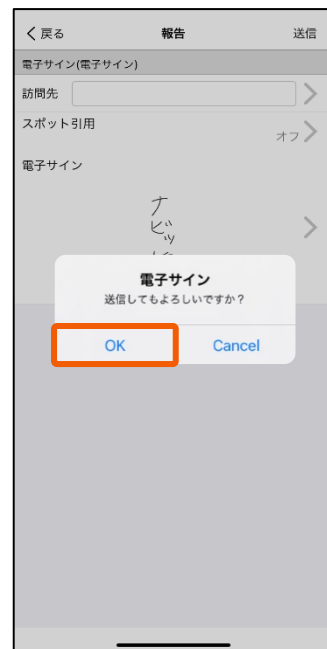 戻る 報告 送信
電子サイン(電子サイン)
訪問先
スポット引用
オフ
電子サイン
ナ
ビッ
電子サイン
送信してもよろしいですか？
OK Cancel